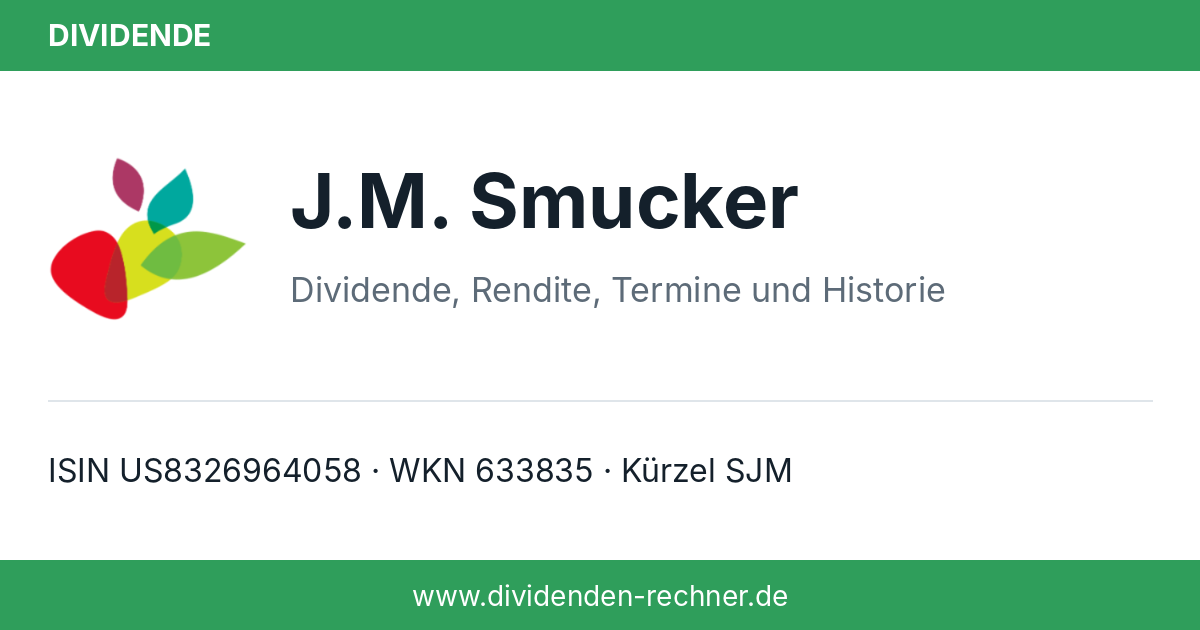 DIVIDENDE
J.M. Smucker
Dividende, Rendite, Termine und Historie
ISIN US8326964058 · WKN 633835 · Kürzel SJM
www.dividenden-rechner.de